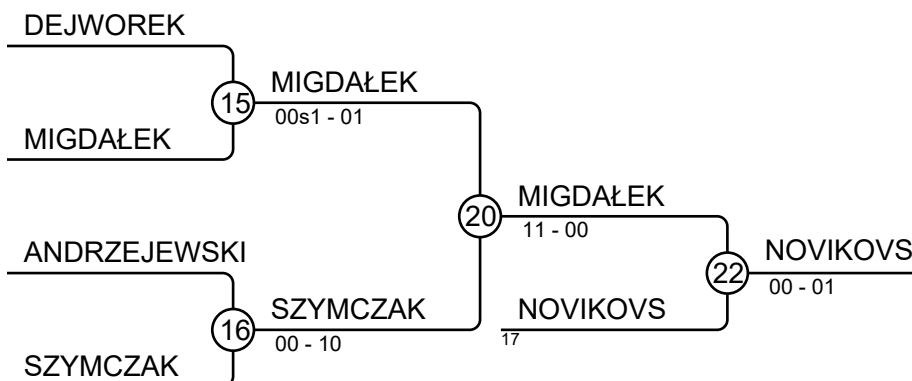 DEJWOREK
15
MIGDAŁEK
00s1 - 01
MIGDAŁEK
20
MIGDAŁEK
11 - 00
ANDRZEJEWSKI
22
NOVIKOVS
00 - 01
16
SZYMCZAK
00 - 10
NOVIKOVS
17
SZYMCZAK